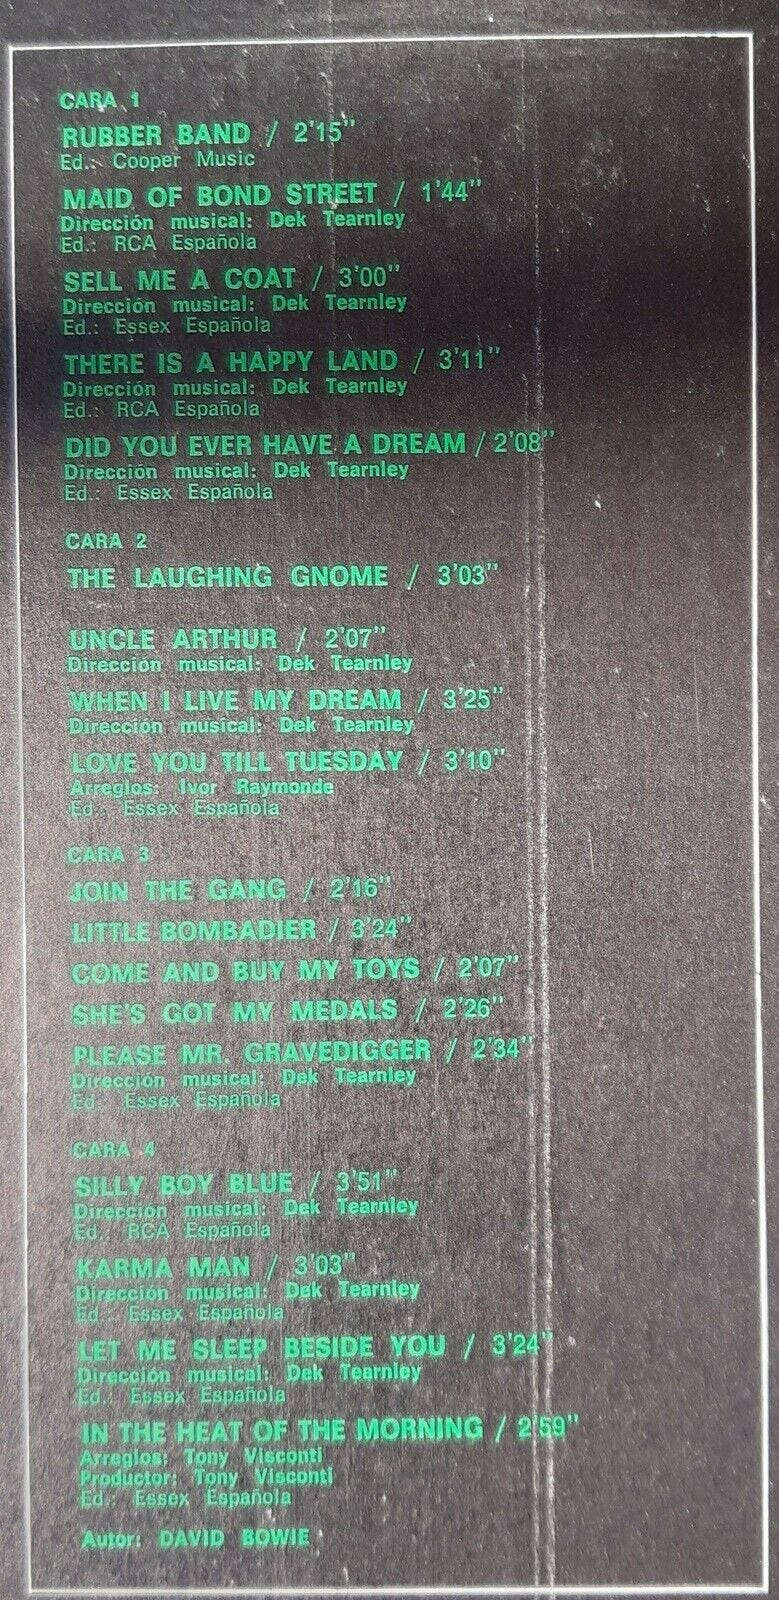 CARA 1
RUBBER BAND / 2'15"
Ed.: Cooper Music
MAID OF BOND STREET / 1'44"
Dirección musical: Dek Tearnley
Ed.: RCA Española
SELL ME A COAT / 3'00"
Dirección musical: Dek Tearnley
Ed.: Essex Española
THERE IS A HAPPY LAND / 3'11"
Dirección musical: Dek Tearnley
Ed.: RCA Española
DID YOU EVER HAVE A DREAM / 2'08"
Dirección musical: Dek Tearnley
Ed.: Essex Española
CARA 2
THE LAUGHING GNOME / 3'03"
UNCLE ARTHUR / 2'07"
Dirección musical: Dek Tearnley
WHEN I LIVE MY DREAM / 3'25"
Dirección musical: Dek Tearnley
LOVE YOU TILL TUESDAY / 3'10"
Arreglos: Ivor Raymonde
Ed.: Essex Española
CARA 3
JOIN THE GANG / 2'16"
LITTLE BOMBADIER / 3'24"
COME AND BUY MY TOYS / 2'07"
SHE'S GOT MY MEDALS / 2'26"
PLEASE MR. GRAVEDIGGER / 2'34"
Dirección musical: Dek Tearnley
Ed.: Essex Española
CARA 4
SILLY BOY BLUE / 3'51"
Dirección musical: Dek Tearnley
Ed.: RCA Española
KARMA MAN / 3'03"
Dirección musical: Dek Tearnley
Ed.: Essex Española
LET ME SLEEP BESIDE YOU / 3'24"
Dirección musical: Dek Tearnley
Ed.: Essex Española
IN THE HEAT OF THE MORNING / 2'59"
Arreglos: Tony Visconti
Productor: Tony Visconti
Ed.: Essex Española
Autor: DAVID BOWIE